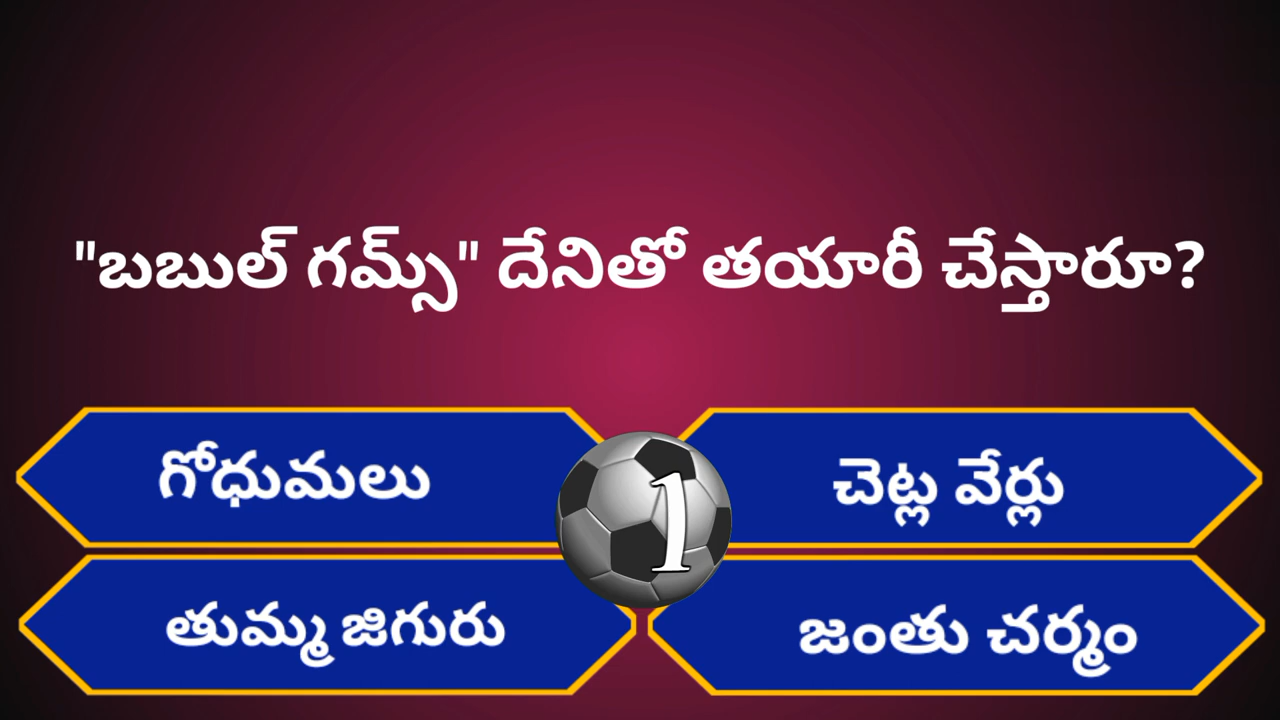 "బబుల్ గమ్స్" దేనితో తయారీ చేస్తారూ?
గోధుమలు
చెట్ల వేర్లు
1
తుమ్మ జిగురు
జంతు చర్మం